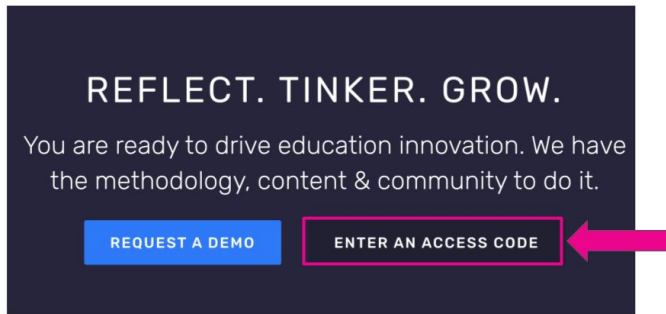 REFLECT. TINKER. GROW.
You are ready to drive education innovation. We have
the methodology, content & community to do it.
REQUEST A DEMO
ENTER AN ACCESS CODE